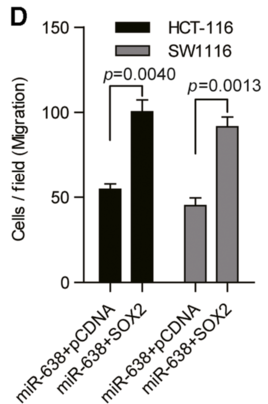 D
HCT-116
SW1116
p=0.0040
p=0.0013
Cells / field (Migration)
150
100
50
0
miR-638+pCDNA
miR-638+SOX2
miR-638+pCDNA
miR-638+SOX2